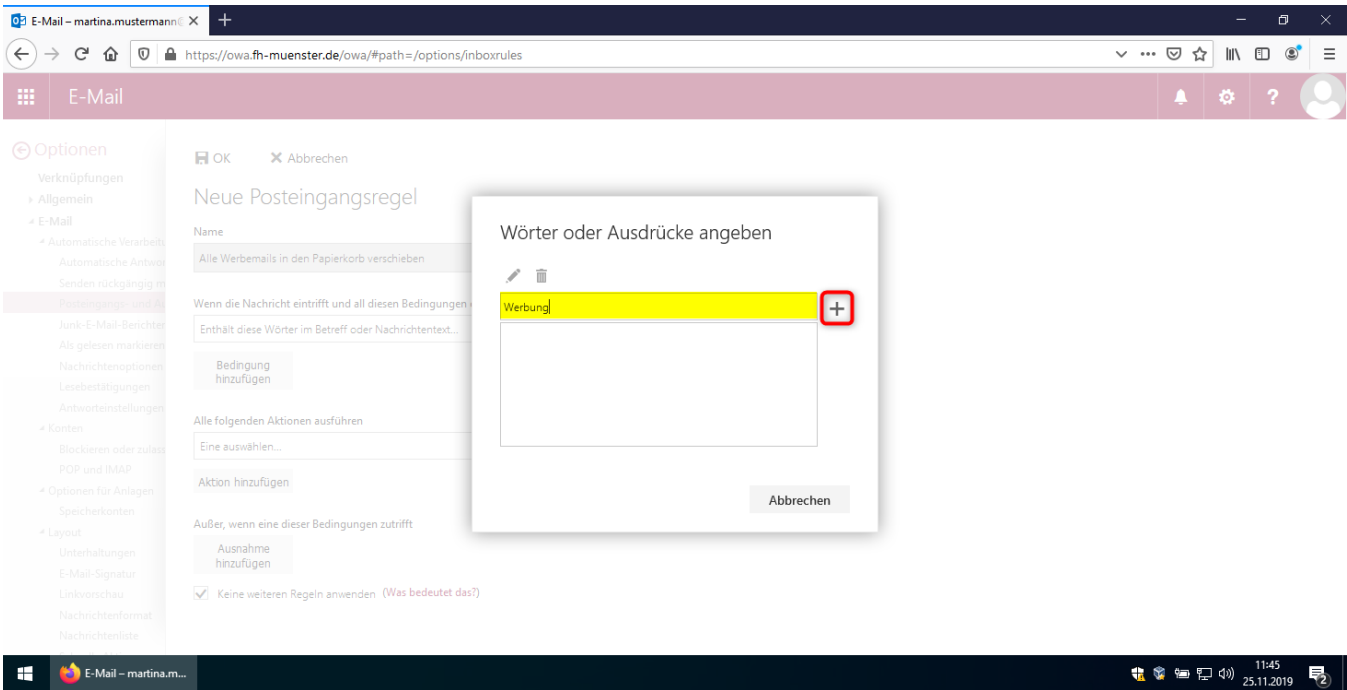 E-Mail – martina.mustermann@
https://owa.fh-muenster.de/owa/#path=/options/inboxrules
E-Mail
?
Optionen
Verknüpfungen
Allgemein
E-Mail
Automatische Verarbeit
Automatische Antwor
Senden rückgängig m
Posteingangs- und Au
Junk-E-Mail-Berichter
Als gelesen markieren
Nachrichtenoptionen
Lesebestätigungen
Antworteinstellungen
Konten
Blockieren oder zulass
POP und IMAP
Optionen für Anlagen
Speicherkonten
Layout
Unterhaltungen
E-Mail-Signatur
Linkvorschau
Nachrichtenformat
Nachrichtenliste
OK
Abbrechen
Neue Posteingangsregel
Name
Alle Werbemails in den Papierkorb verschieben
Wenn die Nachricht eintrifft und all diesen Bedingungen
Enthält diese Wörter im Betreff oder Nachrichtentext...
Bedingung
hinzufügen
Alle folgenden Aktionen ausführen
Eine auswählen...
Aktion hinzufügen
Außer, wenn eine dieser Bedingungen zutrifft
Ausnahme
hinzufügen
Keine weiteren Regeln anwenden (Was bedeutet das?)
Wörter oder Ausdrücke angeben
Werbung
Abbrechen
E-Mail – martina.m...
11:45
25.11.2019
2